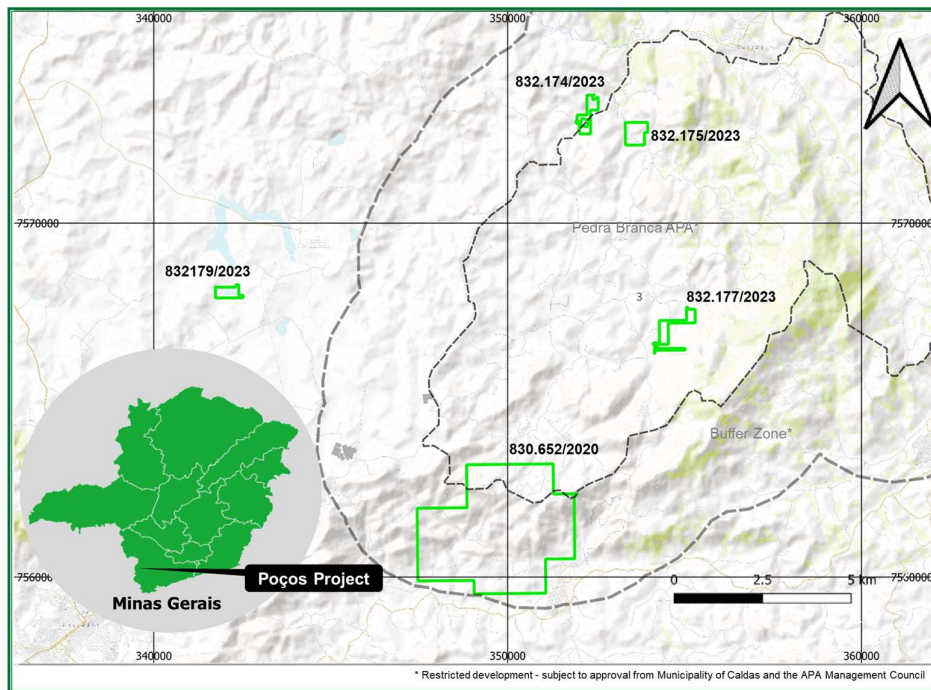 340000 350000 360000
832.174/2023
832.175/2023
7570000 7570000
Pedra Branca APA*
832179/2023
3
832.177/2023
Buffer Zone*
830.652/2020
Poços Project
Minas Gerais
0 2.5 5 km
340000 350000 360000
* Restricted development - subject to approval from Municipality of Caldas and the APA Management Council